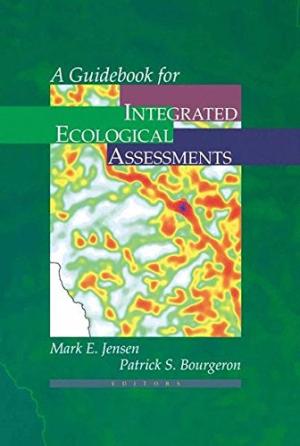 A Guidebook for
INTEGRATED
ECOLOGICAL
ASSESSMENTS
Mark E. Jensen
Patrick S. Bourgeron
EDITORS